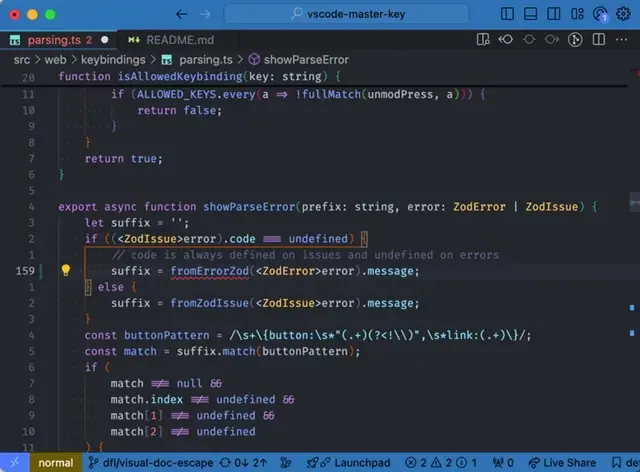 vscode-master-key
parsing.ts 2
README.md
src > web > keybindings > parsing.ts > showParseError
20 function isAllowedKeybinding(key: string) {
11 if (ALLOWED_KEYS.every(a => !fullMatch(unmodPress, a))) {
10 return false;
9 }
8 }
7 return true;
6 }
5
4 export async function showParseError(prefix: string, error: ZodError | ZodIssue) {
3 let suffix = '';
2 if ((<ZodIssue>error).code === undefined) {
1 // code is always defined on issues and undefined on errors
159 suffix = fromErrorZod(<ZodError>error).message;
1 } else {
2 suffix = fromZodIssue(<ZodIssue>error).message;
3 }
4 const buttonPattern = /\s+\{button:\s*"(.+)(?<!\\)",\s*link:(.+)\}/;
5 const match = suffix.match(buttonPattern);
6 if (
7 match !== null &&
8 match.index !== undefined &&
9 match[1] !== undefined &&
10 match[2] !== undefined
11 ) {
normal dfl/visual-doc-escape 0↓ 2↑ Launchpad 2 2 1 0 Live Share